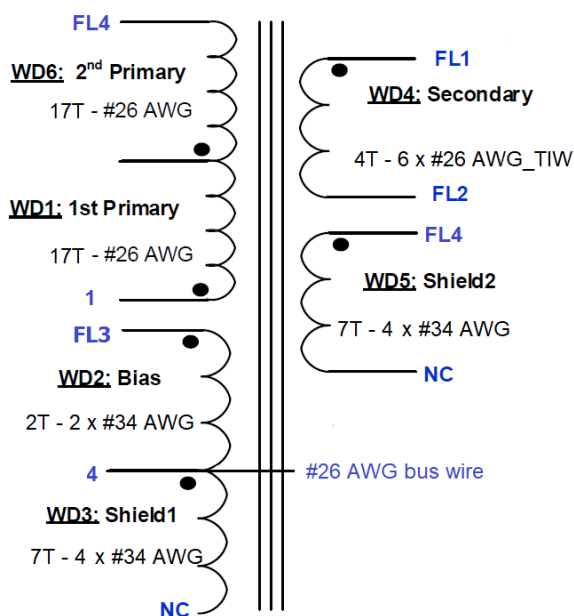 FL4
WD6: 2nd Primary
17T - #26 AWG
WD1: 1st Primary
17T - #26 AWG
1
FL3
WD2: Bias
2T - 2 x #34 AWG
4
#26 AWG bus wire
WD3: Shield1
7T - 4 x #34 AWG
NC
FL1
WD4: Secondary
4T - 6 x #26 AWG_TIW
FL2
FL4
WD5: Shield2
7T - 4 x #34 AWG
NC